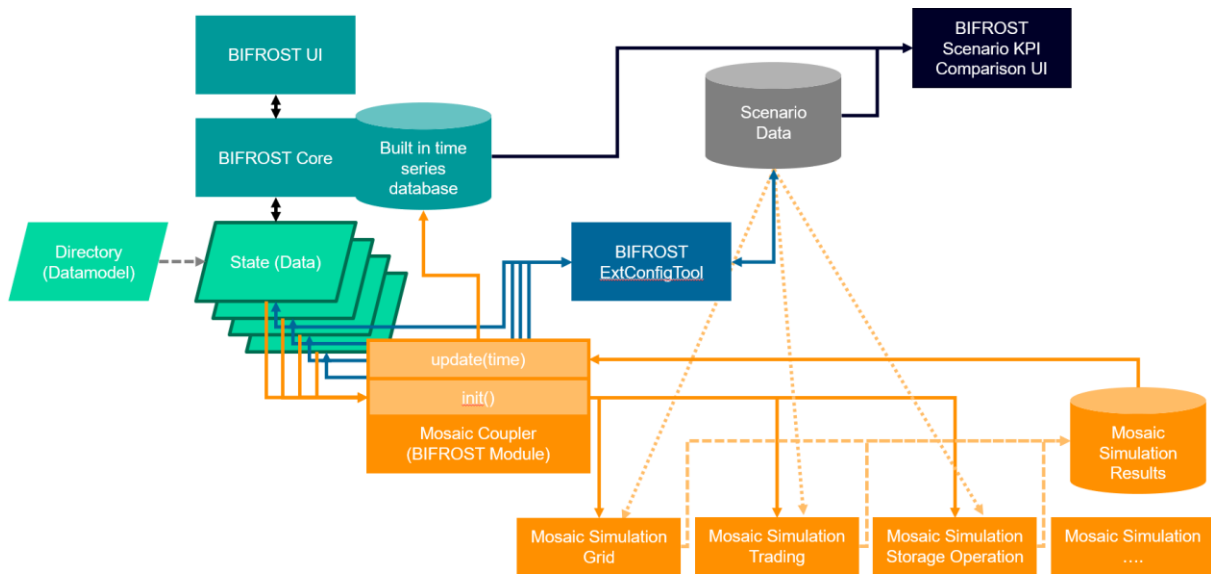 BIFROST UI
BIFROST
Scenario KPI
Comparison UI
BIFROST Core
Built in time
series
database
Scenario
Data
Directory
(Datamodel)
State (Data)
BIFROST
ExtConfigTool
update(time)
init()
Mosaic Coupler
(BIFROST Module)
Mosaic
Simulation
Results
Mosaic Simulation
Grid
Mosaic Simulation
Trading
Mosaic Simulation
Storage Operation
Mosaic Simulation
....